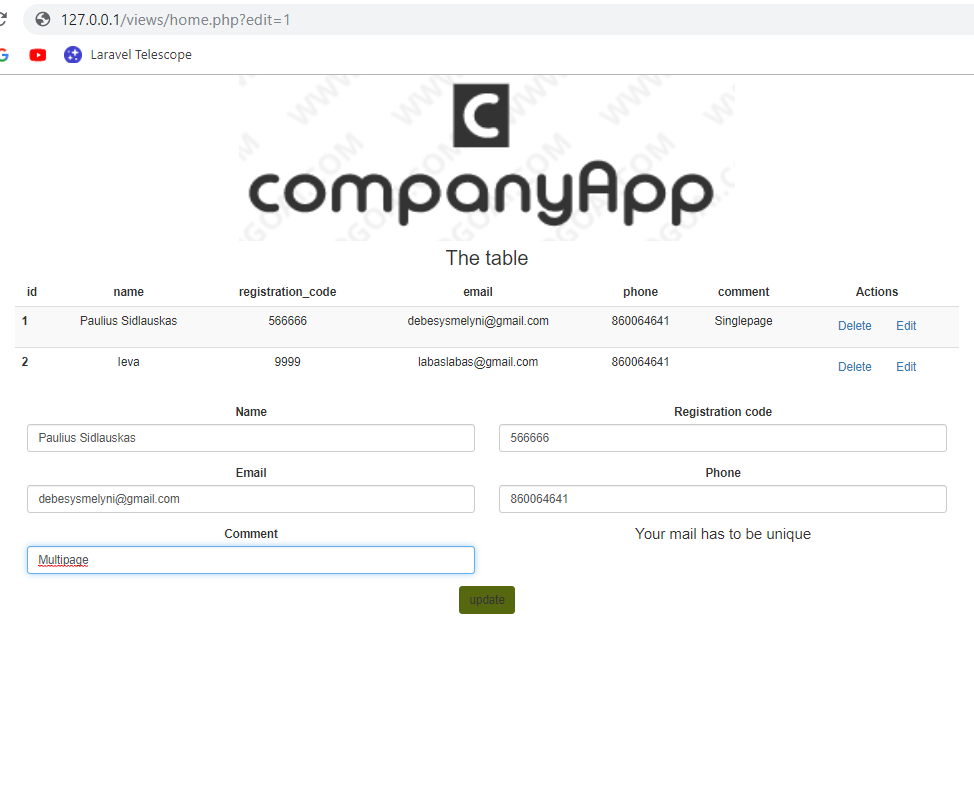 127.0.0.1/views/home.php?edit=1
Laravel Telescope
C
companyApp
The table
id name registration_code email phone comment Actions
1 Paulius Sidlauskas 566666 debesysmelyni@gmail.com 860064641 Singlepage Delete Edit
2 Ieva 9999 labaslabas@gmail.com 860064641 Delete Edit
Name Registration code
Paulius Sidlauskas 566666
Email Phone
debesysmelyni@gmail.com 860064641
Comment Your mail has to be unique
Multipage
update